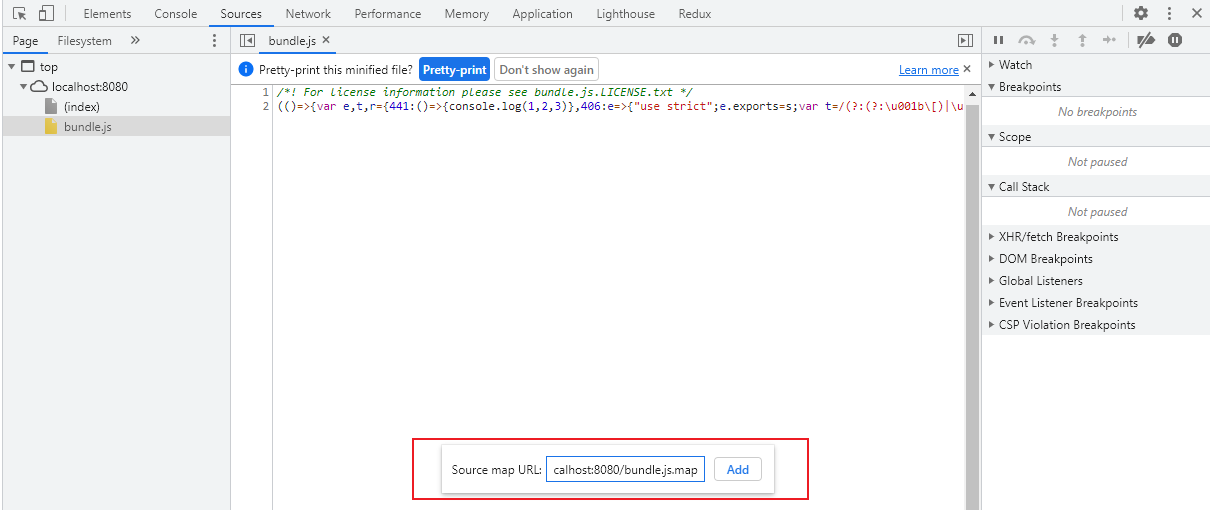 Elements Console Sources Network Performance Memory Application Lighthouse Redux
Page Filesystem » bundle.js ×
Pretty-print this minified file? Pretty-print Don't show again Learn more ×
top
localhost:8080
(index)
bundle.js
1 /*! For license information please see bundle.js.LICENSE.txt */
2 (()=>{var e,t,r={441:()=>{console.log(1,2,3)},406:e=>{"use strict";e.exports=s;var t=/(?:(?:\u001b\[)|\u
Watch
Breakpoints
No breakpoints
Scope
Not paused
Call Stack
Not paused
XHR/fetch Breakpoints
DOM Breakpoints
Global Listeners
Event Listener Breakpoints
CSP Violation Breakpoints
Source map URL: calhost:8080/bundle.js.map Add